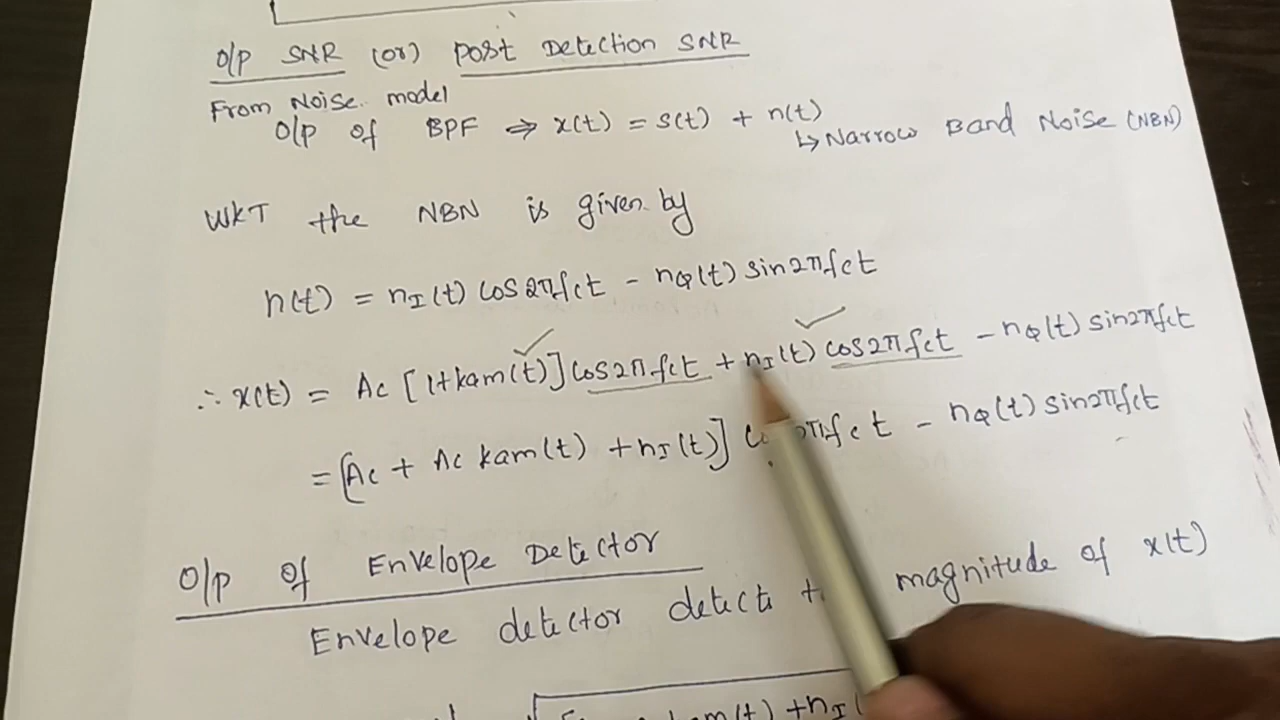 O/p SNR (or) Post Detection SNR
From Noise model
O/p of BPF ⇒ x(t) = s(t) + n(t)
↳ Narrow Band Noise (NBN)
WKT the NBN is given by
n(t) = nI(t) cos2πfct - nQ(t) sin2πfct
∴ x(t) = Ac [1+kam(t)] cos2πfct + nI(t) cos2πfct - nQ(t) sin2πfct
= [Ac + Ac kam(t) + nI(t)] fct - nQ(t) sin2πfct
O/p of Envelope Detector
Envelope detector detects magnitude of x(t)
m(t) + nI(